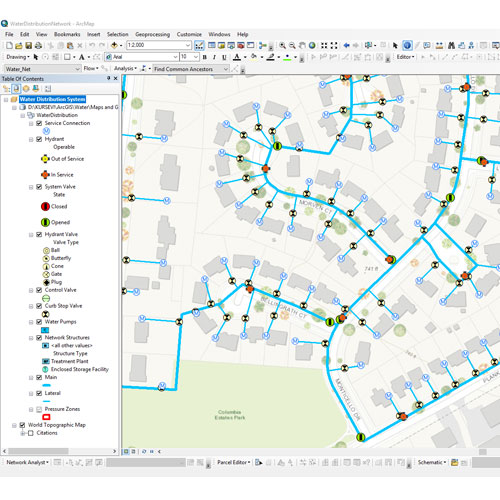 WaterDistributionNetwork - ArcMap
File Edit View Bookmarks Insert Selection Geoprocessing Customize Windows Help
1:2,000
Editor
Drawing Arial 10 B I U A
Water_Net Flow Analysis Find Common Ancestors
Table Of Contents
Water Distribution System
D:\KURSEVI\ArcGIS\Water\Maps and G
WaterDistribution
Service Connection
M
Hydrant
Operable
Out of Service
In Service
System Valve
State
Closed
Opened
Hydrant Valve
Valve Type
Ball
Butterfly
Cone
Gate
Plug
Control Valve
Curb Stop Valve
Water Pumps
Network Structures
<all other values>
Structure Type
Treatment Plant
Enclosed Storage Facility
Main
Lateral
Pressure Zones
World Topographic Map
Citations
741 ft
BELLINGRATH CT
MONTICELLO DR
PLANK
Columbia
Estates Park
Network Analyst
Parcel Editor
Schematic